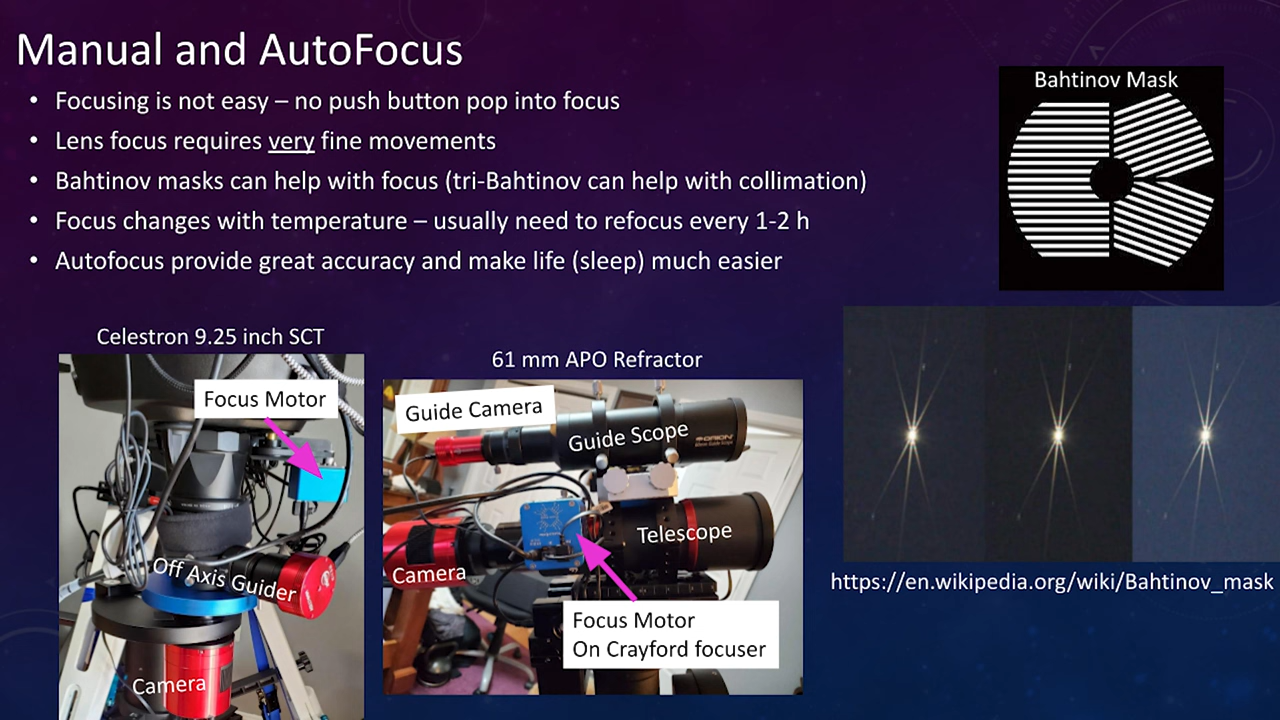 Manual and AutoFocus
• Focusing is not easy – no push button pop into focus
• Lens focus requires very fine movements
• Bahtinov masks can help with focus (tri-Bahtinov can help with collimation)
• Focus changes with temperature – usually need to refocus every 1-2 h
• Autofocus provide great accuracy and make life (sleep) much easier
Bahtinov Mask
Celestron 9.25 inch SCT
Focus Motor
Off Axis Guider
Camera
61 mm APO Refractor
Guide Camera
Guide Scope
ORION
Telescope
Camera
Focus Motor
On Crayford focuser
https://en.wikipedia.org/wiki/Bahtinov_mask